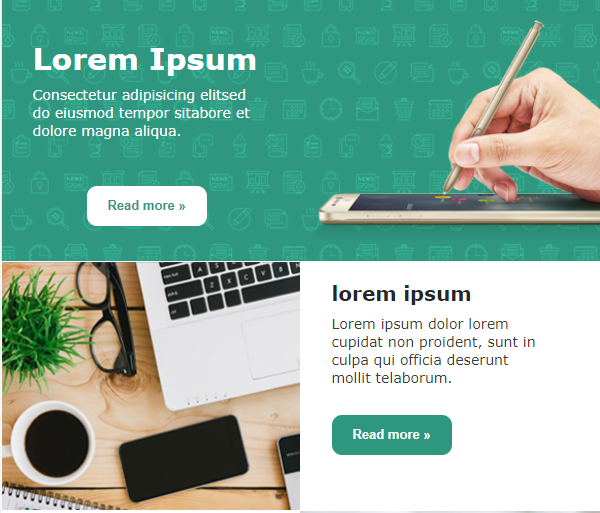 Lorem Ipsum
Consectetur adipisicing elitsed
do eiusmod tempor sitabore et
dolore magna aliqua.
Read more »
lorem ipsum
Lorem ipsum dolor lorem
cupidat non proident, sunt in
culpa qui officia deserunt
mollit telaborum.
Read more »